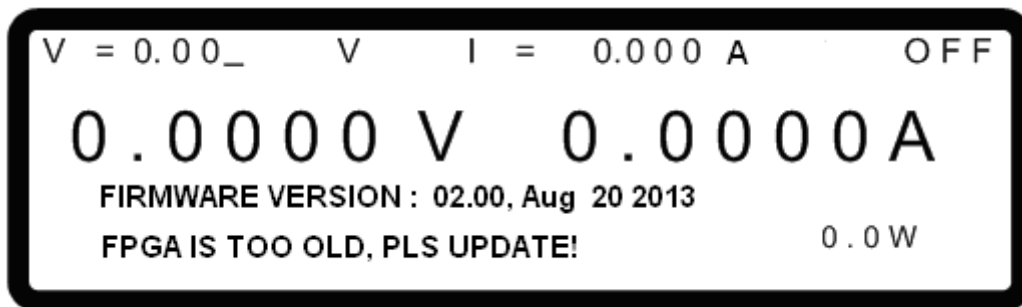 V = 0.00_ V I = 0.000 A OFF
0.0000 V 0.0000 A
FIRMWARE VERSION : 02.00, Aug 20 2013
FPGA IS TOO OLD, PLS UPDATE! 0.0W